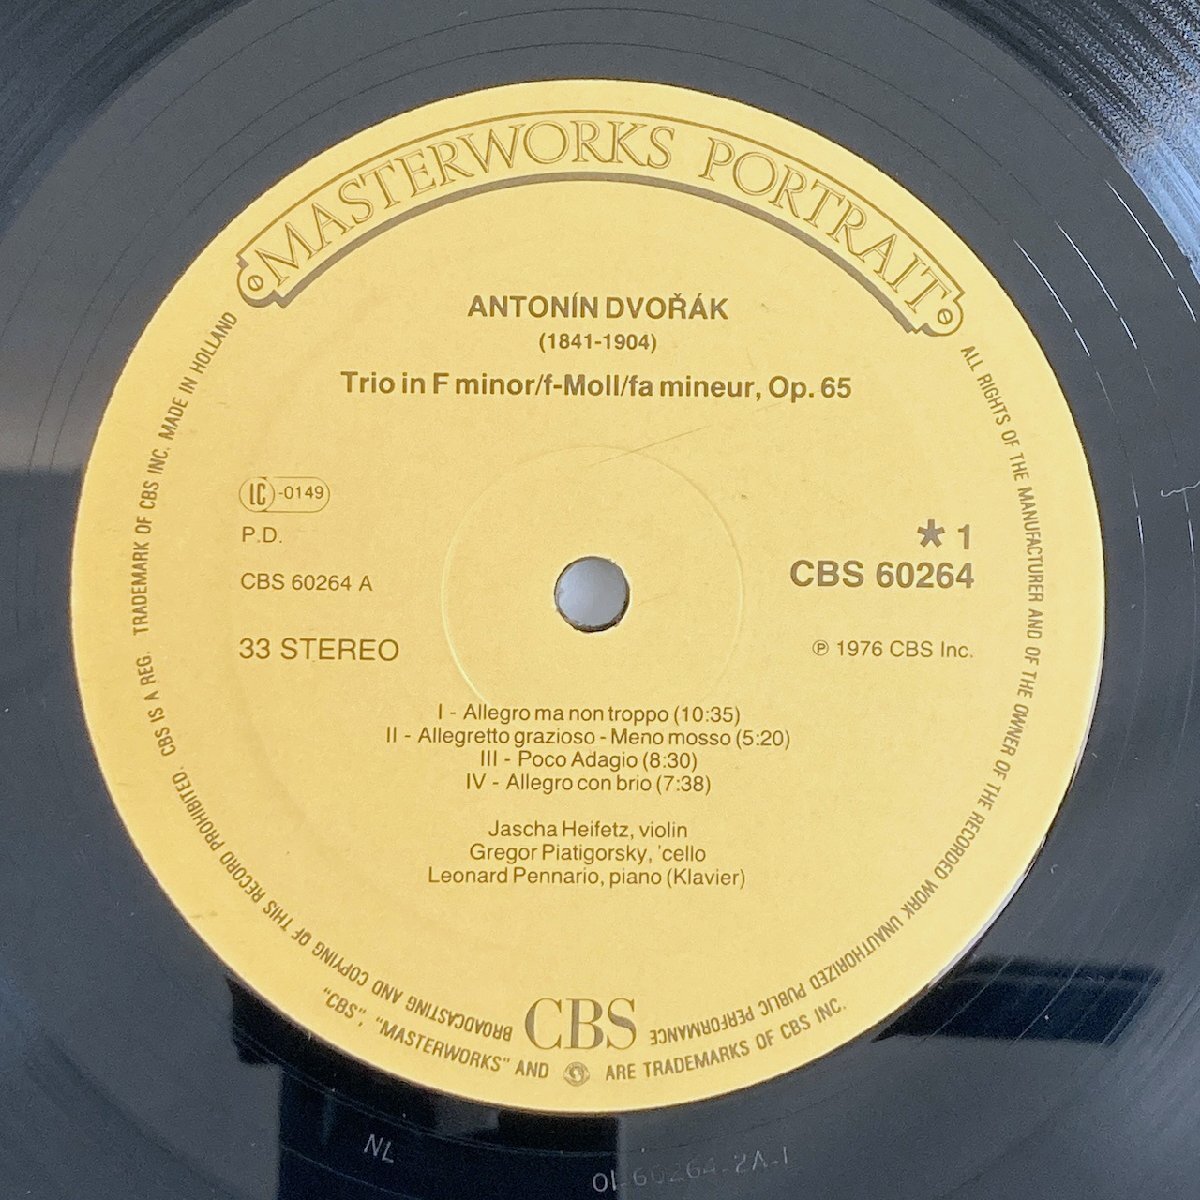 MASTERWORKS PORTRAIT
ANTONÍN DVOŘÁK
(1841-1904)
Trio in F minor/f-Moll/fa mineur, Op. 65
LC-0149
P.D.
CBS 60264 A
33 STEREO
* 1
CBS 60264
℗ 1976 CBS Inc.
I - Allegro ma non troppo (10:35)
II - Allegretto grazioso - Meno mosso (5:20)
III - Poco Adagio (8:30)
IV - Allegro con brio (7:38)
Jascha Heifetz, violin
Gregor Piatigorsky, 'cello
Leonard Pennario, piano (Klavier)
CBS
ALL RIGHTS OF THE MANUFACTURER AND OF THE OWNER OF THE RECORDED WORK UNAUTHORIZED PUBLIC PERFORMANCE BROADCASTING AND COPYING OF THIS RECORD PROHIBITED. CBS IS A REG. TRADEMARK OF CBS INC. MADE IN HOLLAND
"CBS", "MASTERWORKS" AND ARE TRADEMARKS OF CBS INC.
NL
60264-2A-1